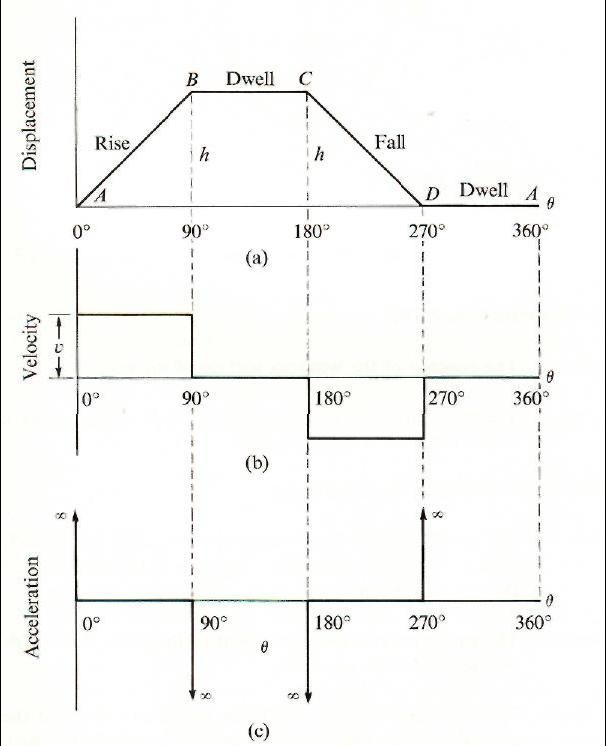 Displacement
B Dwell C
Rise
h
h
Fall
A
D Dwell A θ
0° 90° 180° 270° 360°
(a)
Velocity
v
θ
0° 90° 180° 270° 360°
(b)
Acceleration
∞ ∞
θ
0° 90° 180° 270° 360°
θ
∞ ∞
(c)